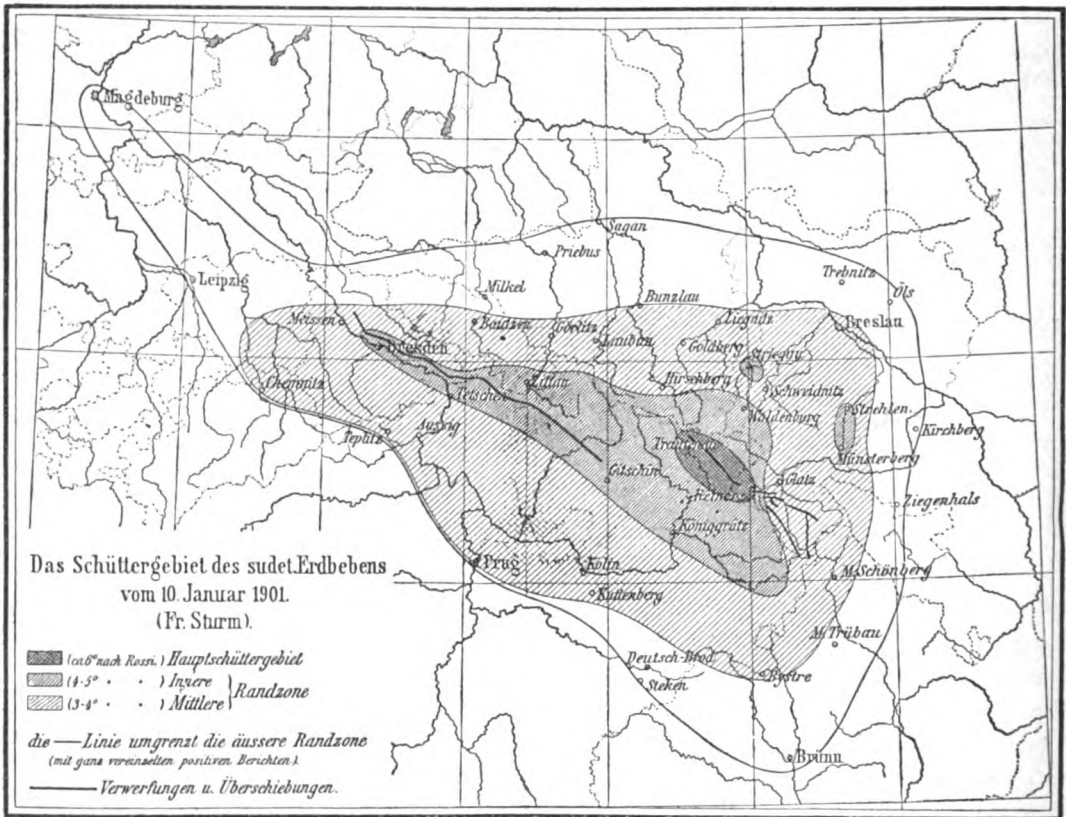 Magdeburg
Sagan
Priebus
Trebnitz
Leipzig
Milkel
Öls
Bunzlau
Meissen
Bautzen
Görlitz
Liegnitz
Breslau
Dresden
Lauban
Goldberg
Striegau
Chemnitz
Zittau
Hirschberg
Schweidnitz
Tetschen
Waldenburg
Strehlen.
Teplitz
Aussig
Kirchberg
Trautenau
Münsterberg
Gitschin
Glatz
Reinerz
Ziegenhals
Königgrätz
Prag
Kolin
M. Schönberg
Kuttenberg
M. Trübau
Deutsch-Brod
Steken
Bystre
Brünn
Das Schüttergebiet des sudet. Erdbebens
vom 10. Januar 1901.
(Fr. Sturm).
(ca 6° nach Rossi.) Hauptschüttergebiet
(4-5° " " ) Innere
(3-4° " " ) Mittlere } Randzone
die — Linie umgrenzt die äussere Randzone
(mit ganz vereinzelten positiven Berichten).
Verwerfungen u. Überschiebungen.